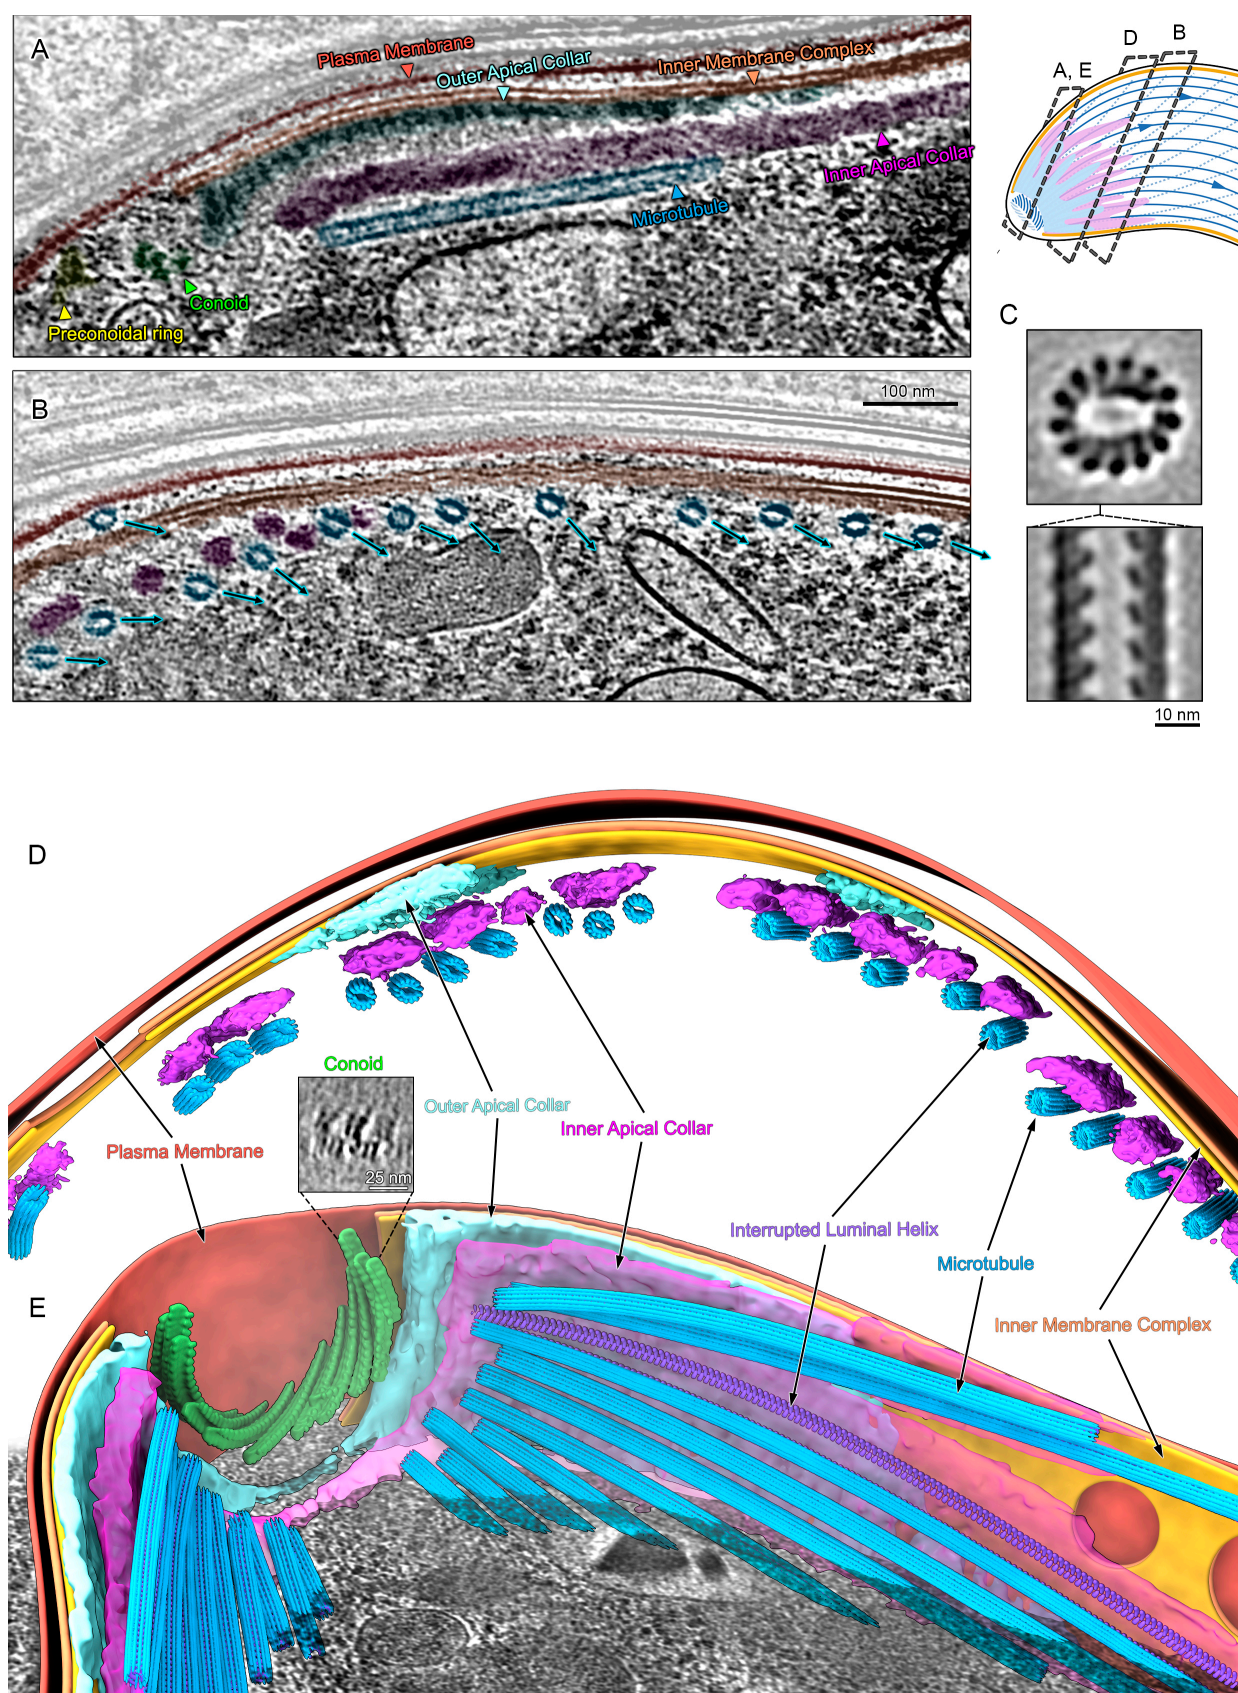 A
Plasma Membrane
Outer Apical Collar
Inner Membrane Complex
Inner Apical Collar
Microtubule
Conoid
Preconoidal ring
D
B
A, E
B
100 nm
C
10 nm
D
Conoid
25 nm
Outer Apical Collar
Inner Apical Collar
Plasma Membrane
Interrupted Luminal Helix
Microtubule
Inner Membrane Complex
E